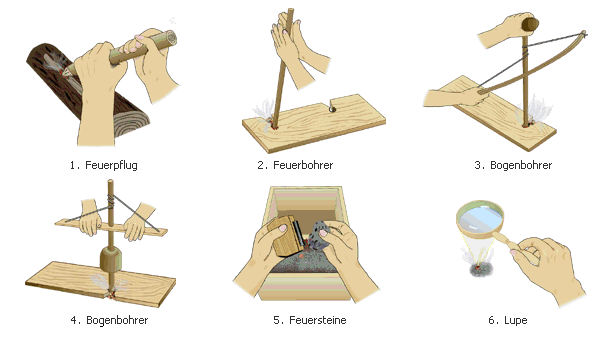 1. Feuerpflug
2. Feuerbohrer
3. Bogenbohrer
4. Bogenbohrer
5. Feuersteine
6. Lupe